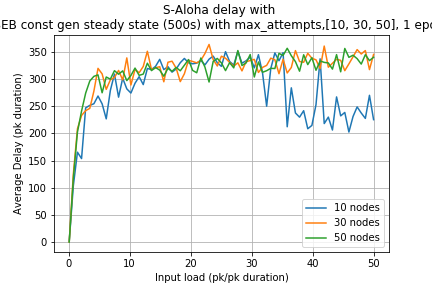 S-Aloha delay with
EB const gen steady state (500s) with max_attempts,[10, 30, 50], 1
350
300
250
200
150
100
50
0
Average Delay (pk duration)
0 10 20 30 40 50
Input load (pk/pk duration)
10 nodes
30 nodes
50 nodes